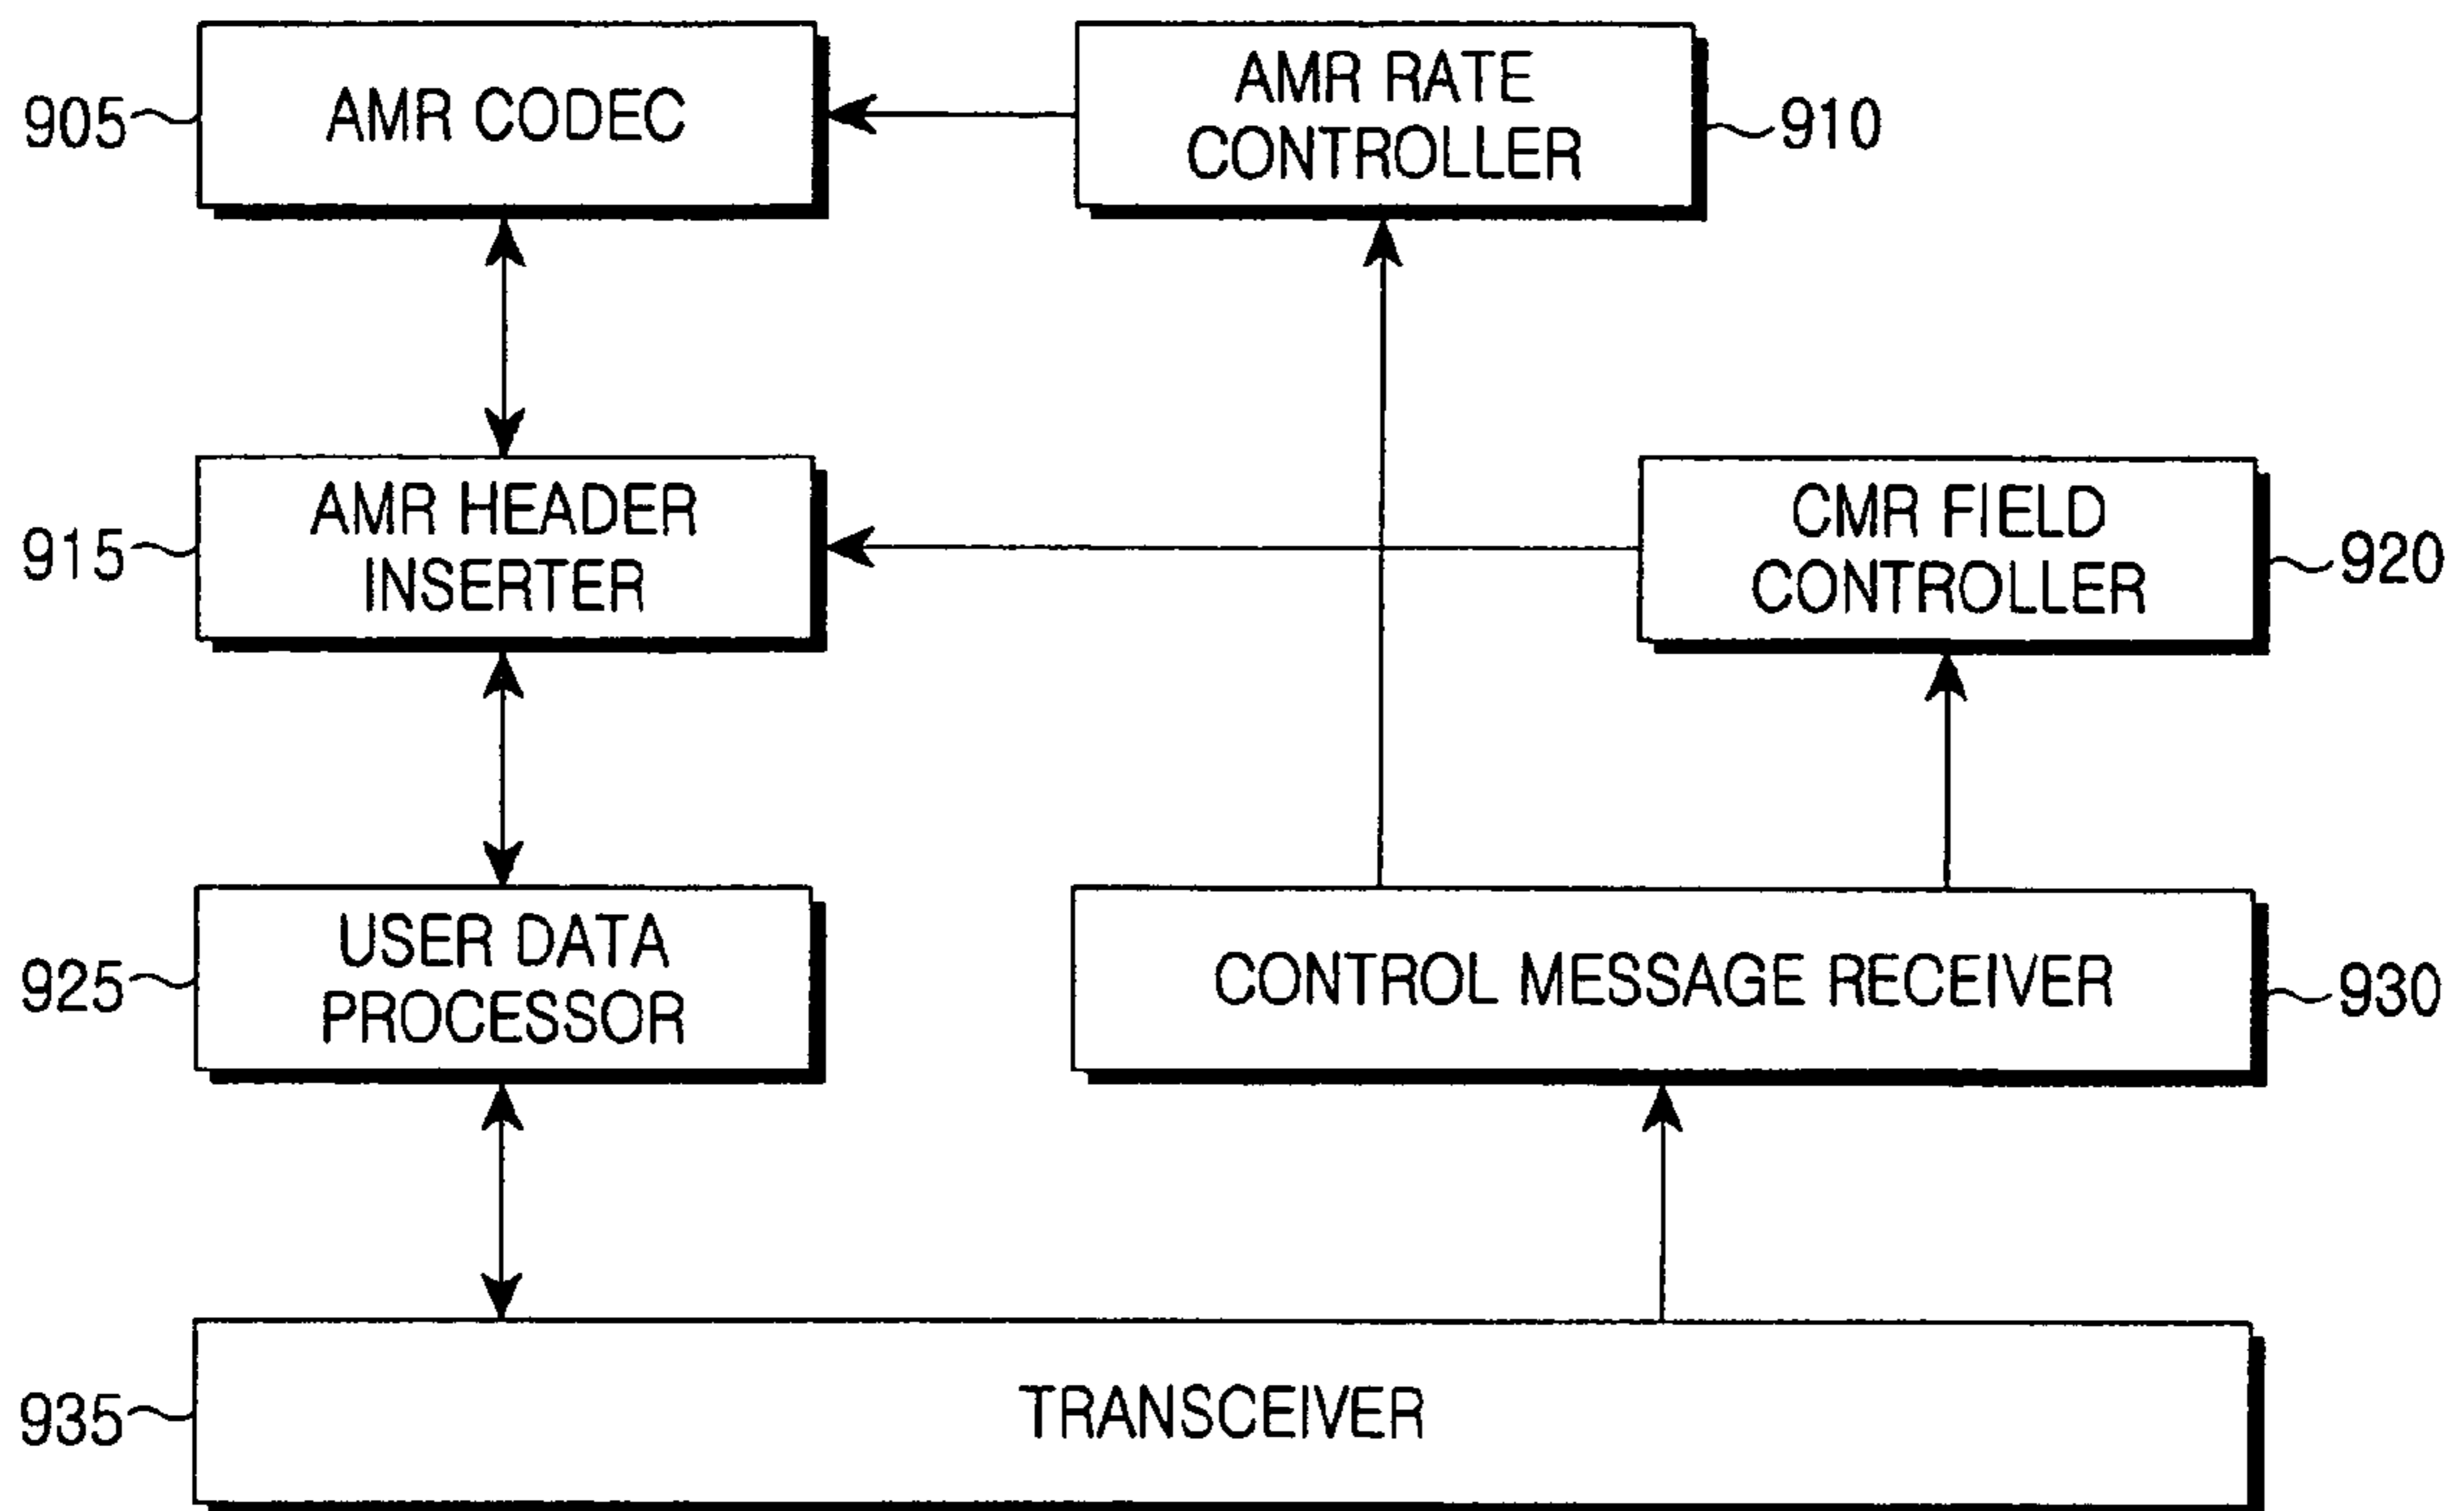 905
AMR CODEC
AMR RATE
CONTROLLER
910
915
AMR HEADER
INSERTER
CMR FIELD
CONTROLLER
920
925
USER DATA
PROCESSOR
CONTROL MESSAGE RECEIVER
930
935
TRANSCEIVER